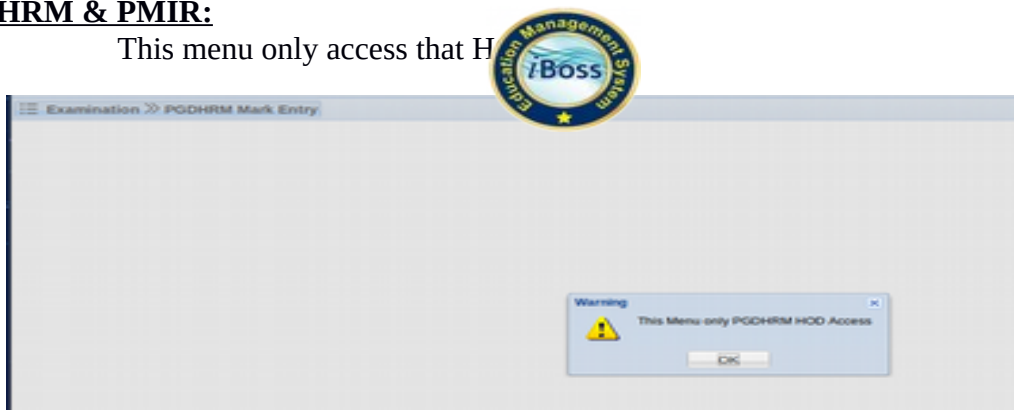 HRM & PMIR:
This menu only access that H
Education Management System
iBoss
Examination >> PGDHRM Mark Entry
Warning
This Menu only PGDHRM HOD Access
OK